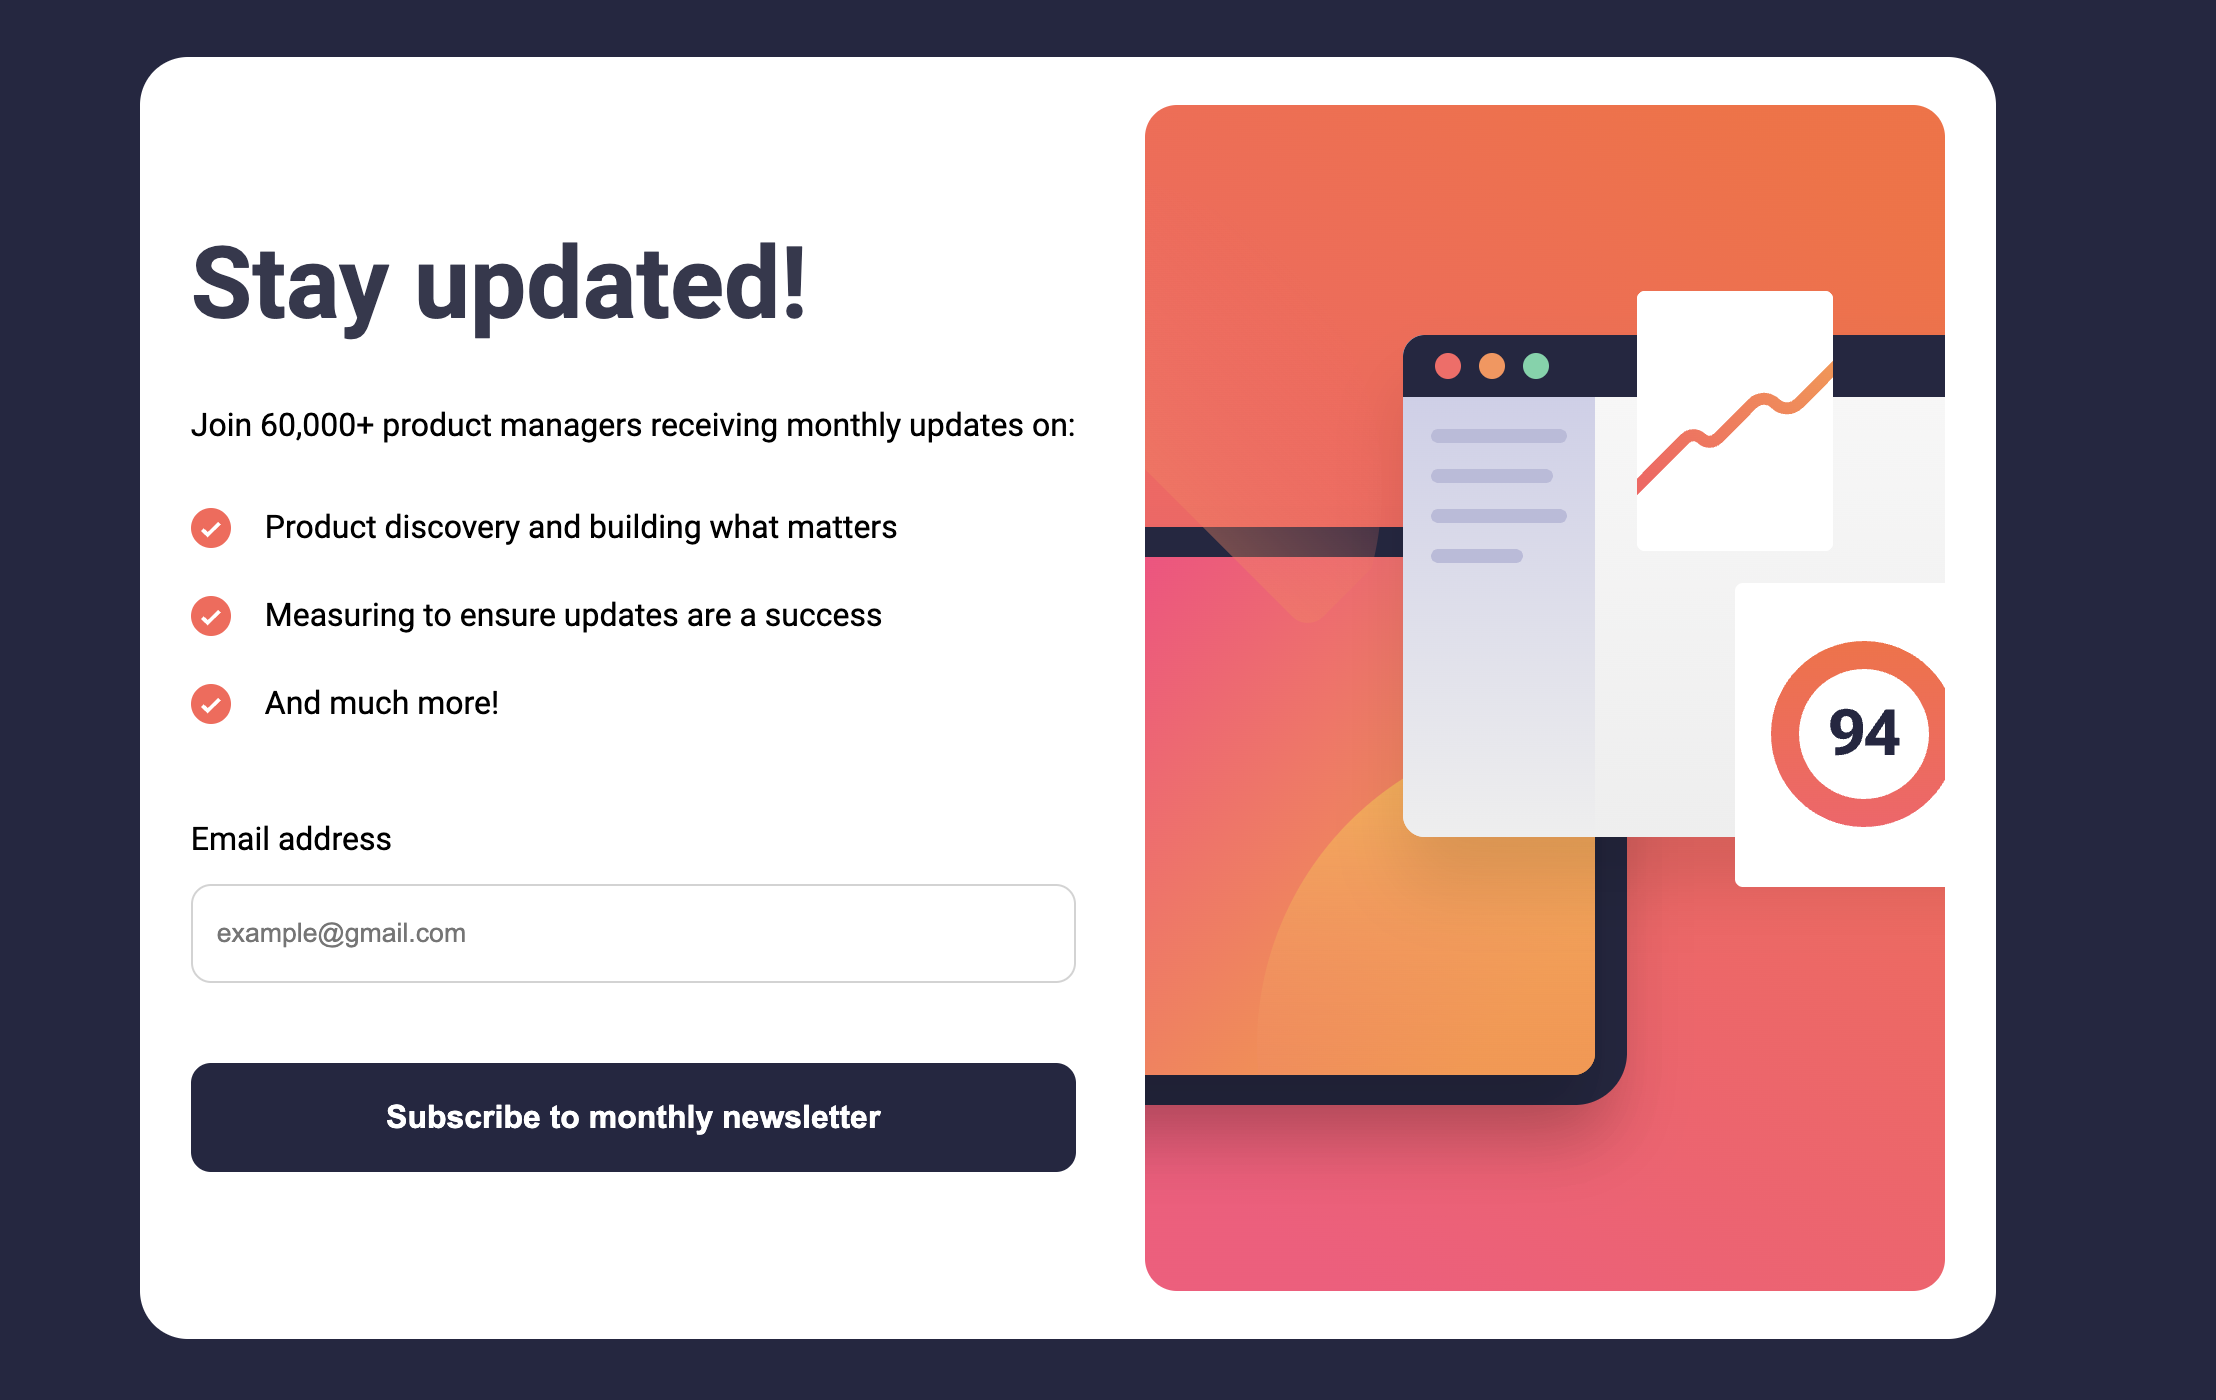 Stay updated!
Join 60,000+ product managers receiving monthly updates on:
Product discovery and building what matters
Measuring to ensure updates are a success
And much more!
Email address
example@gmail.com
Subscribe to monthly newsletter
94